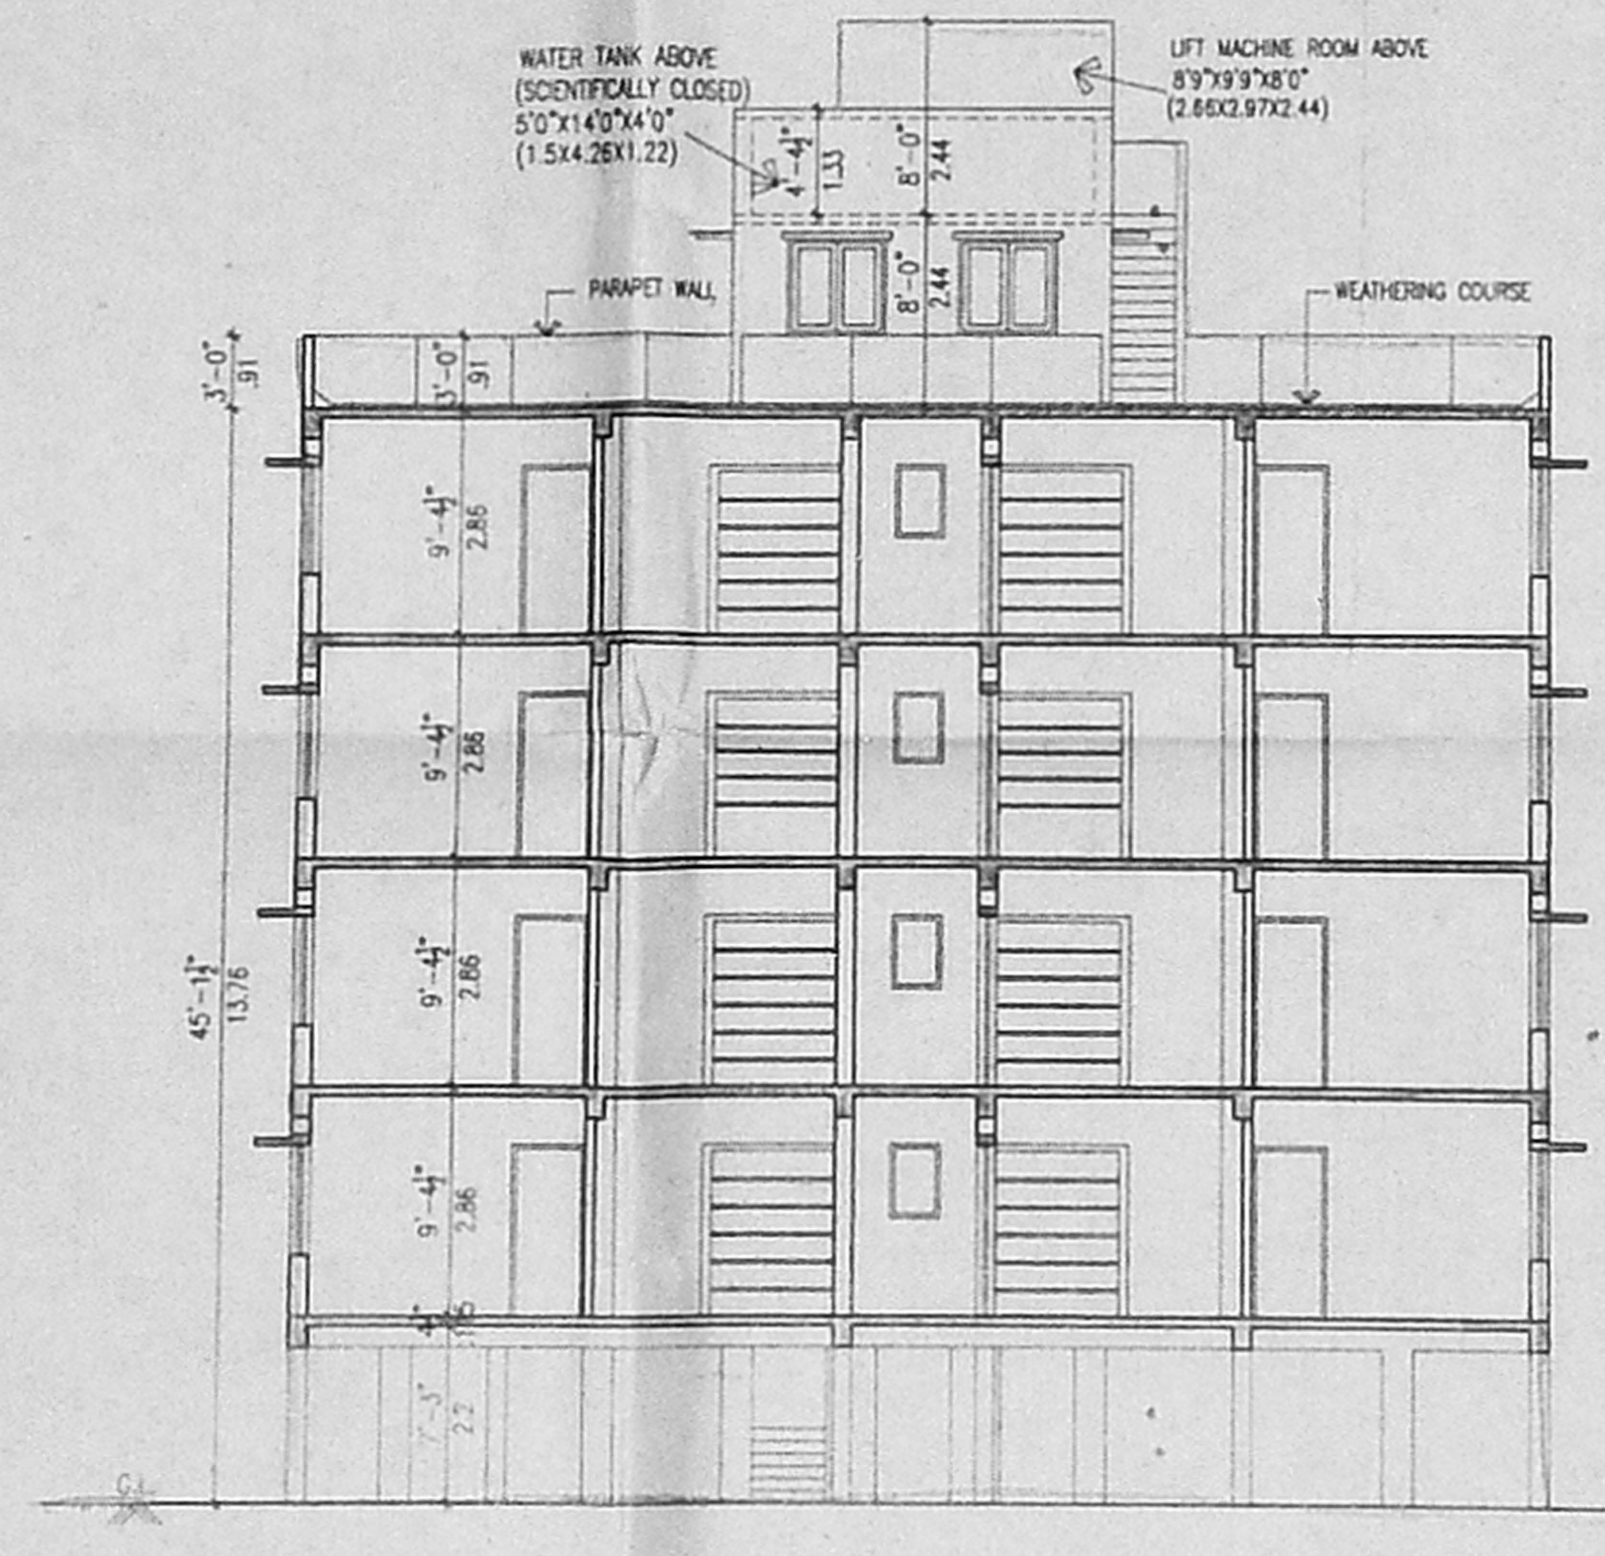 WATER TANK ABOVE
(SCIENTIFICALLY CLOSED)
5'0"X14'0"X4'0"
(1.5X4.26X1.22)
LIFT MACHINE ROOM ABOVE
8'9"X9'9"X8'0"
(2.66X2.97X2.44)
4'-4½"
1.33
8'-0"
2.44
8'-0"
2.44
PARAPET WALL
WEATHERING COURSE
3'-0"
.91
3'-0"
.91
9'-4½"
2.86
9'-4½"
2.86
9'-4½"
2.86
45'-1½"
13.76
9'-4½"
2.86
2.2